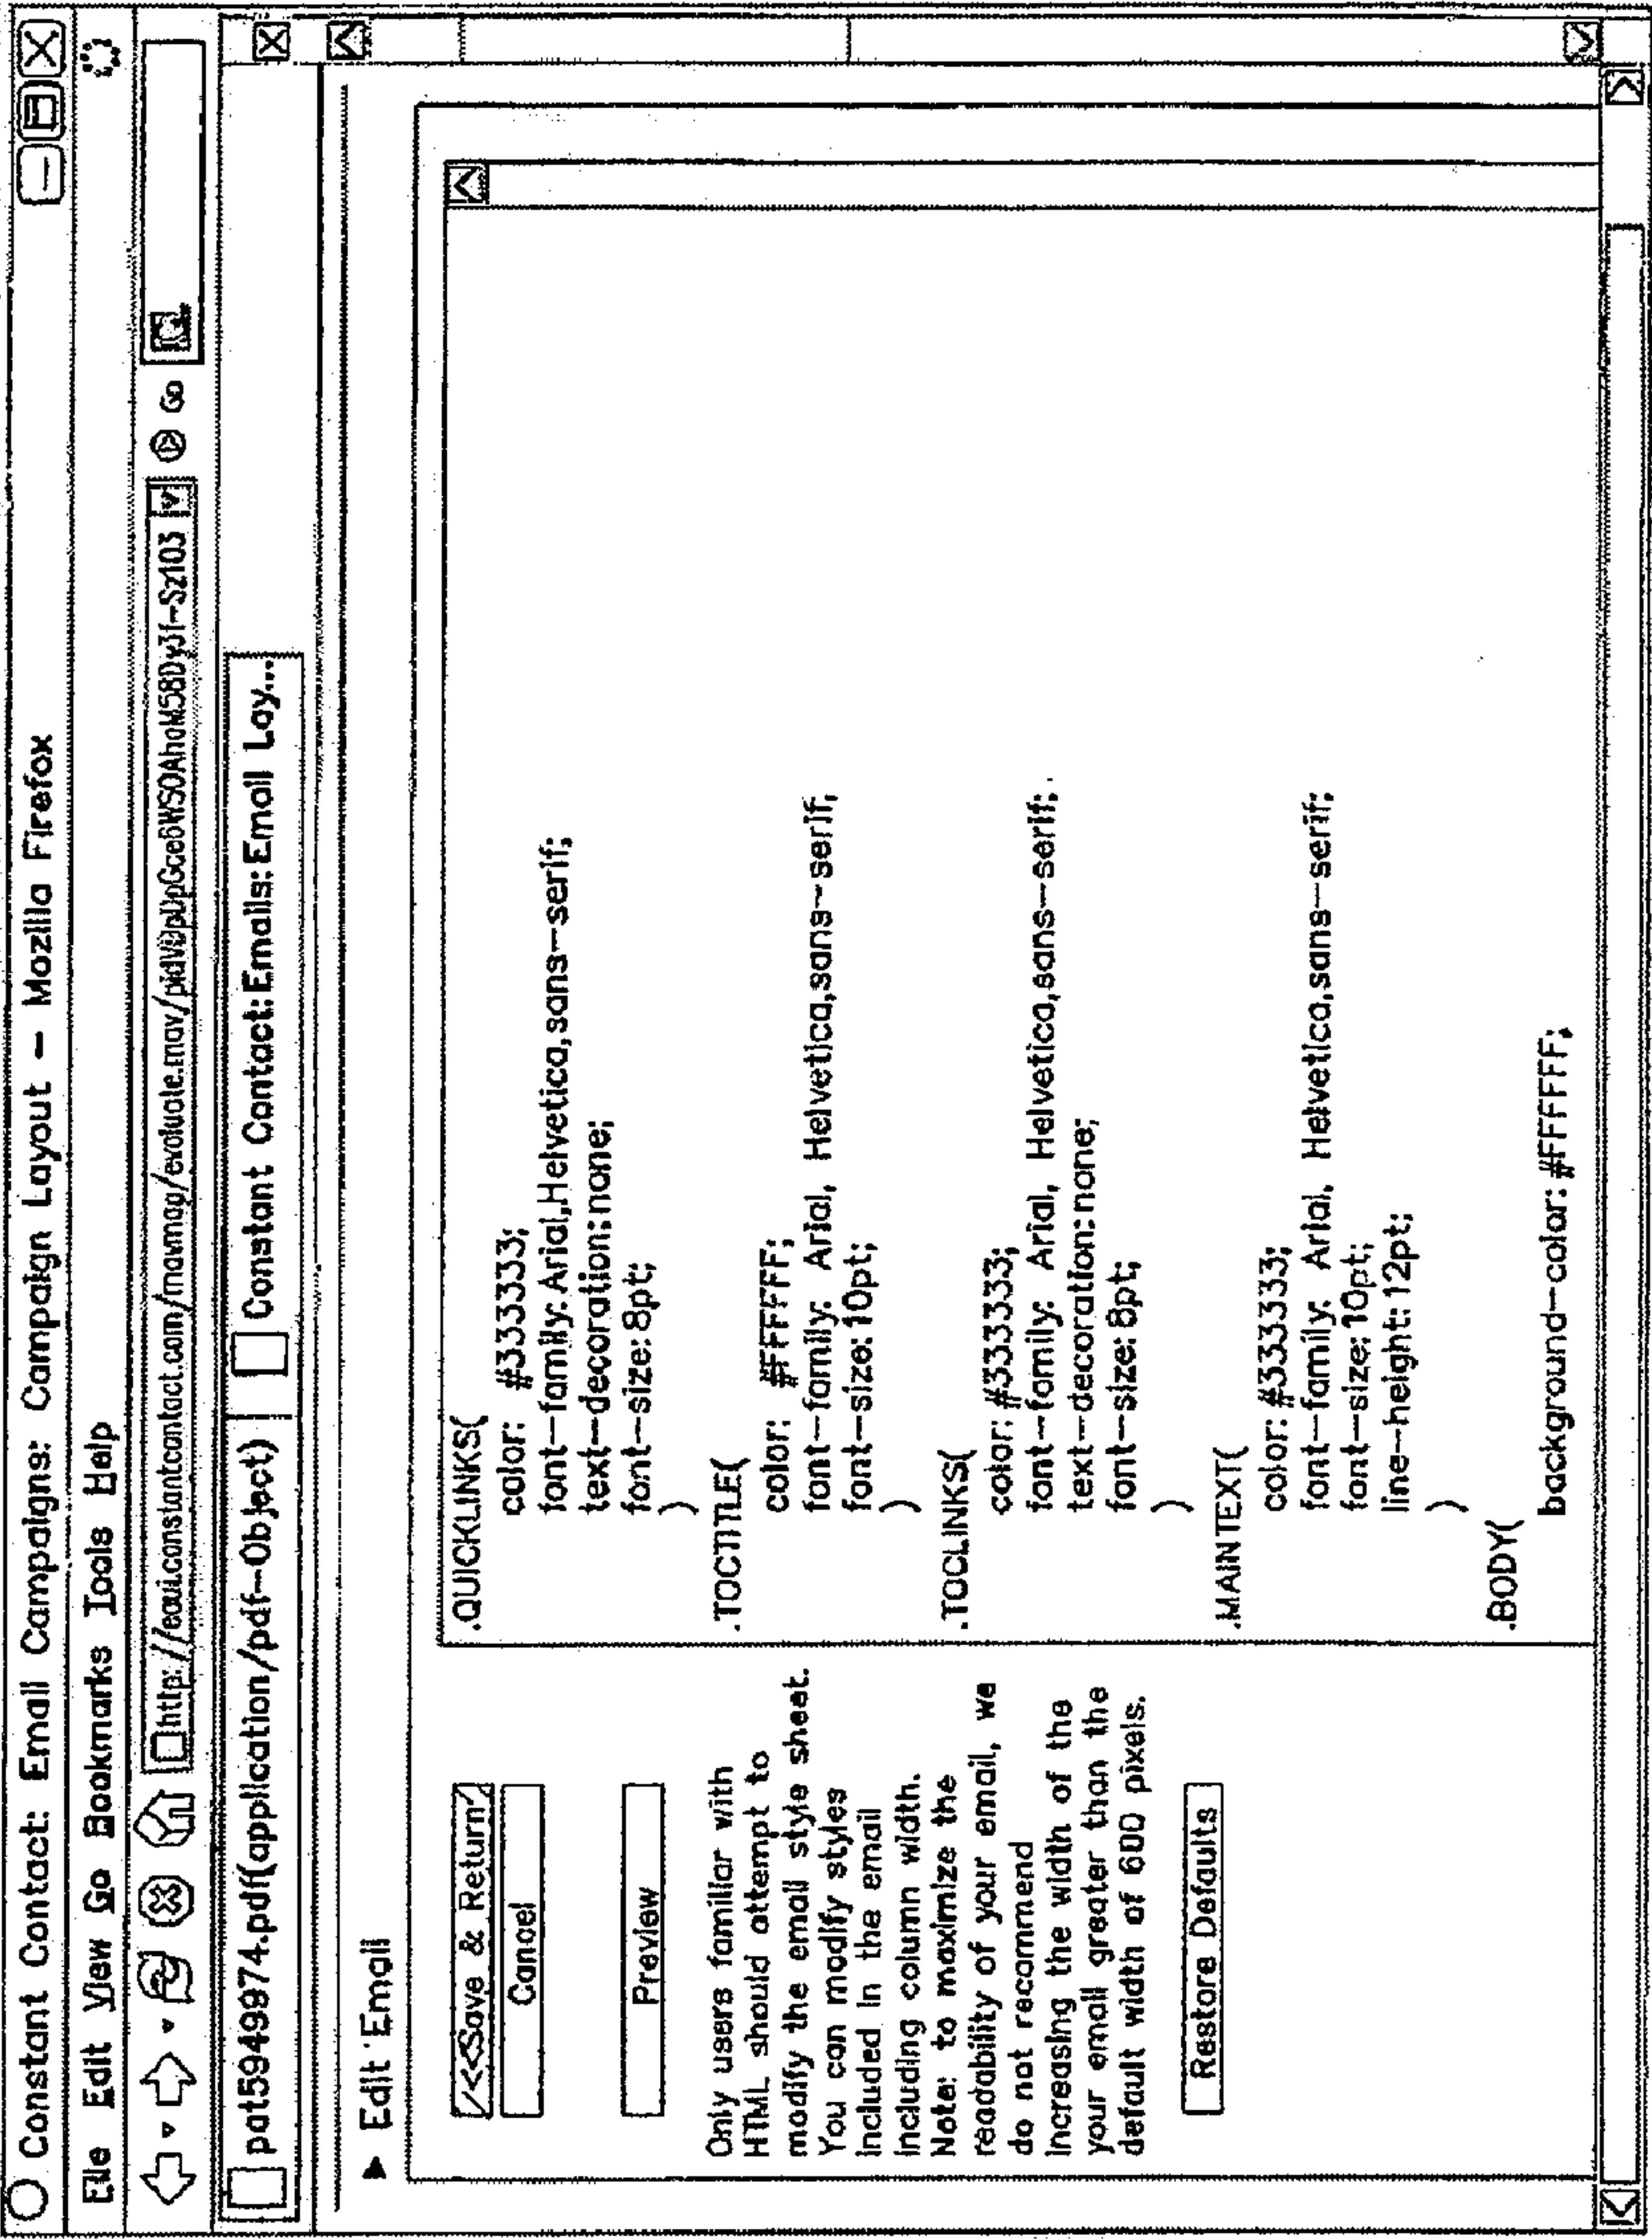 Constant Contact: Email Campaigns: Campaign Layout — Mozilla Firefox
File Edit View Go Bookmarks Tools Help
Go
pat5949974.pdf(application/pdf-Object)
Constant Contact:Emails:Email Lay...
▶ Edit Email
<<Save & Return
Cancel
Preview
Only users familiar with
HTML should attempt to
modify the email style sheet.
You can modify styles
included in the email
including column width.
Note: to maximize the
readability of your email, we
do not recommend
increasing the width of the
your email greater than the
default width of 600 pixels.
Restore Defaults
.QUICKLINKS(
color: #333333;
font-family: Arial,Helvetica,sans-serif;
text-decoration:none;
font-size:8pt;
)
.TOCTITLE(
color: #FFFFFF;
font-family: Arial, Helvetica,sans-serif;
font-size:10pt;
)
.TOCLINKS(
color:#333333;
font-family: Arial, Helvetica,sans-serif;
text-decoration:none;
font-size:8pt;
)
.MAINTEXT(
color:#333333;
font-family: Arial, Helvetica,sans-serif;
font-size:10pt;
line-height:12pt;
)
.BODY(
background-color:#FFFFFF;